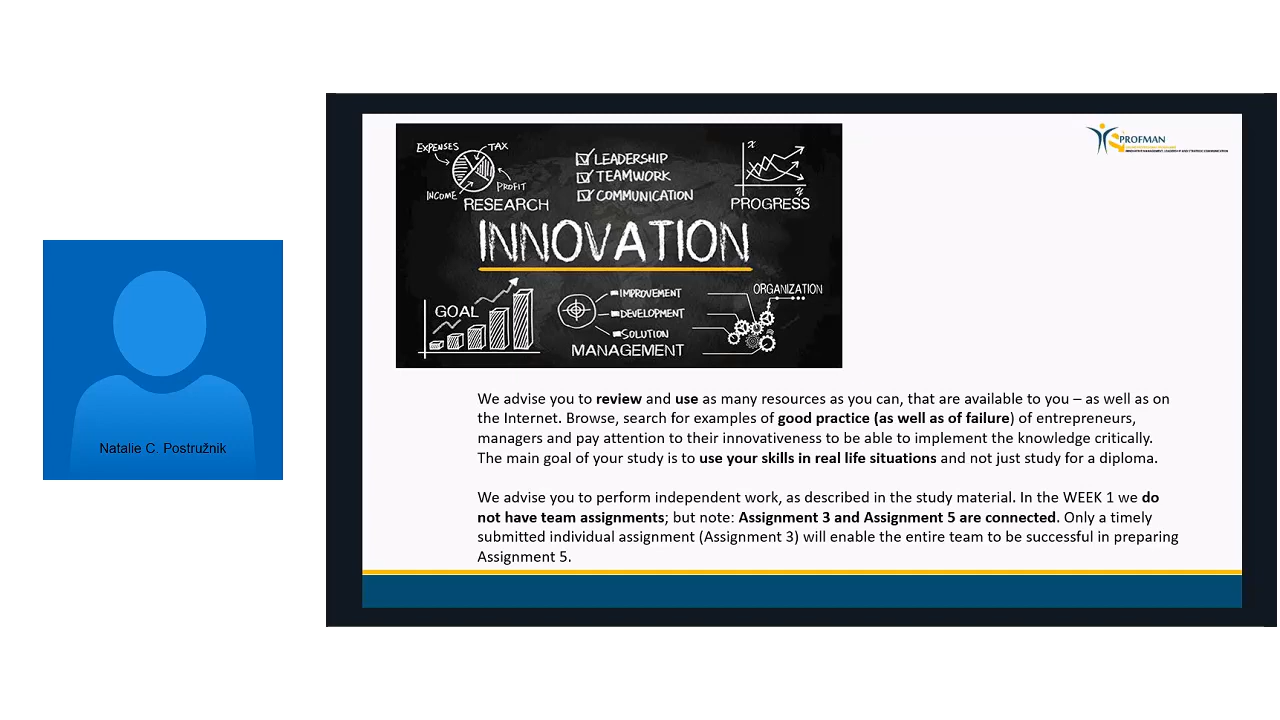 EXPENSES
TAX
INCOME
PROFIT
RESEARCH
LEADERSHIP
TEAMWORK
COMMUNICATION
x
PROGRESS
INNOVATION
GOAL
IMPROVEMENT
DEVELOPMENT
SOLUTION
MANAGEMENT
ORGANIZATION
PROFMAN
INNOVATIVE MANAGEMENT, LEADERSHIP AND STRATEGIC COMMUNICATION
Natalie C. Postružnik
We advise you to review and use as many resources as you can, that are available to you – as well as on
the Internet. Browse, search for examples of good practice (as well as of failure) of entrepreneurs,
managers and pay attention to their innovativeness to be able to implement the knowledge critically.
The main goal of your study is to use your skills in real life situations and not just study for a diploma.
We advise you to perform independent work, as described in the study material. In the WEEK 1 we do
not have team assignments; but note: Assignment 3 and Assignment 5 are connected. Only a timely
submitted individual assignment (Assignment 3) will enable the entire team to be successful in preparing
Assignment 5.